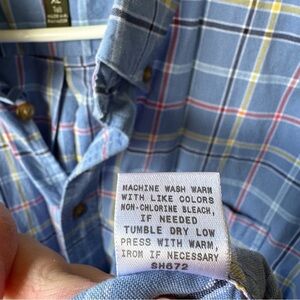 XL
MACHINE WASH WARM
WITH LIKE COLORS
NON-CHLORINE BLEACH,
IF NEEDED
TUMBLE DRY LOW
PRESS WITH WARM,
IRON IF NECESSARY
SH672